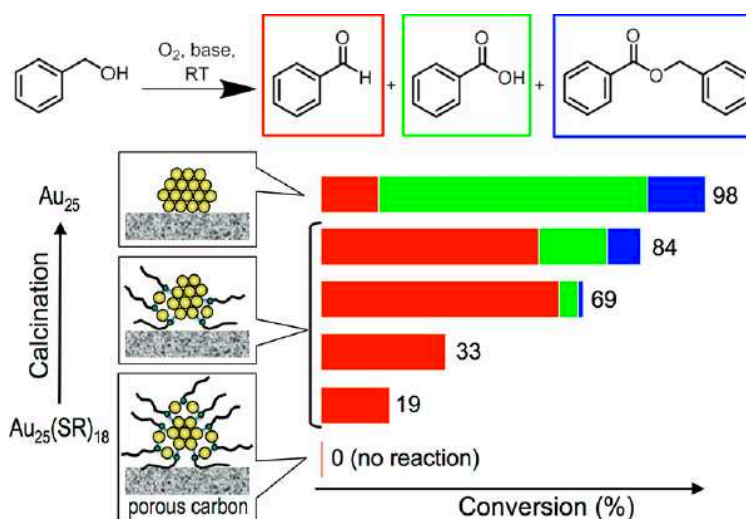 OH
O₂, base,
RT
O
H
+
O
OH
+
O
O
Au₂₅
98
84
Calcination
69
33
19
Au₂₅(SR)₁₈
0 (no reaction)
porous carbon
Conversion (%)